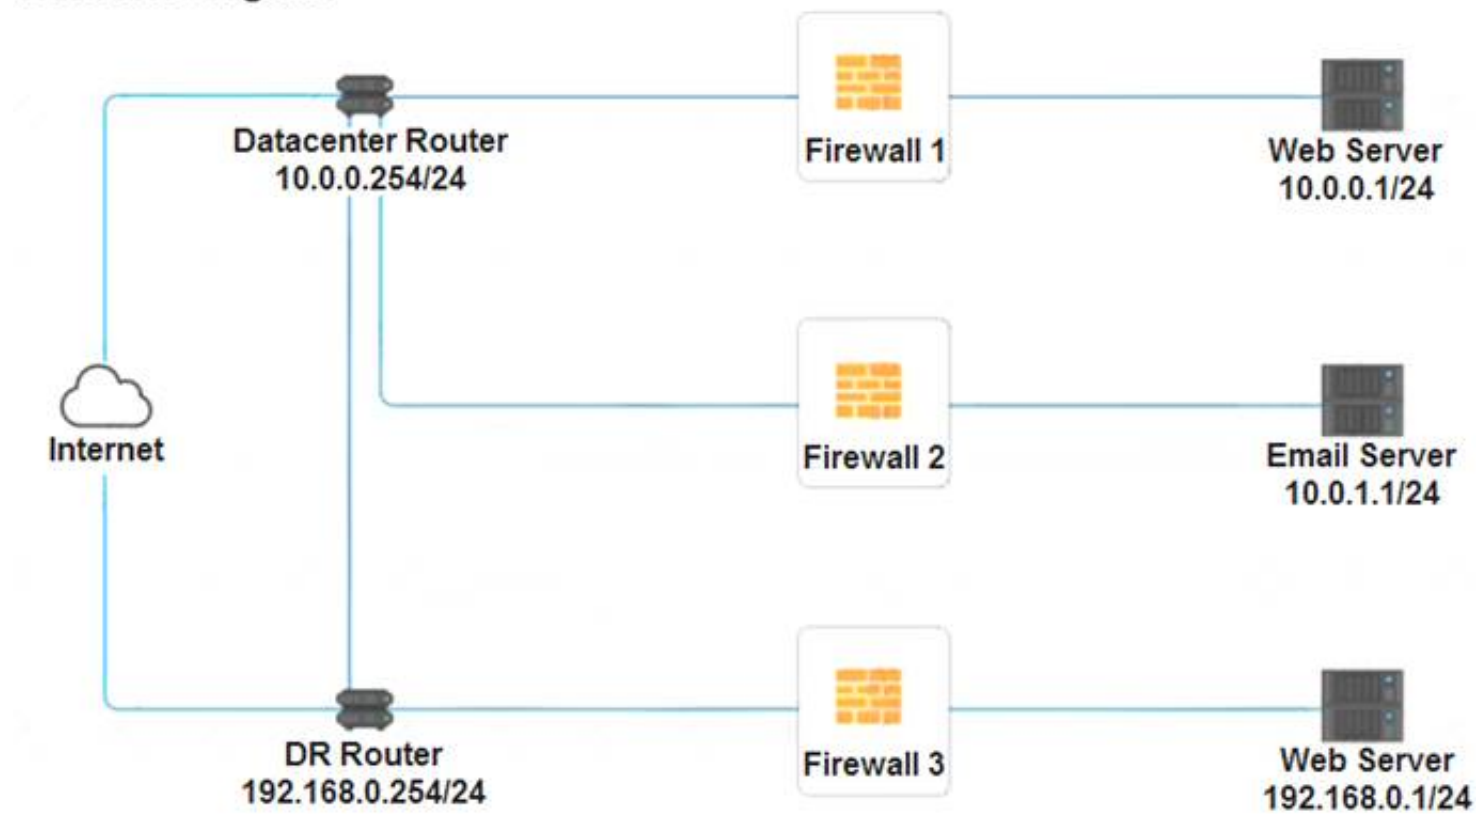 Datacenter Router
10.0.0.254/24
Firewall 1
Web Server
10.0.0.1/24
Internet
Firewall 2
Email Server
10.0.1.1/24
DR Router
192.168.0.254/24
Firewall 3
Web Server
192.168.0.1/24